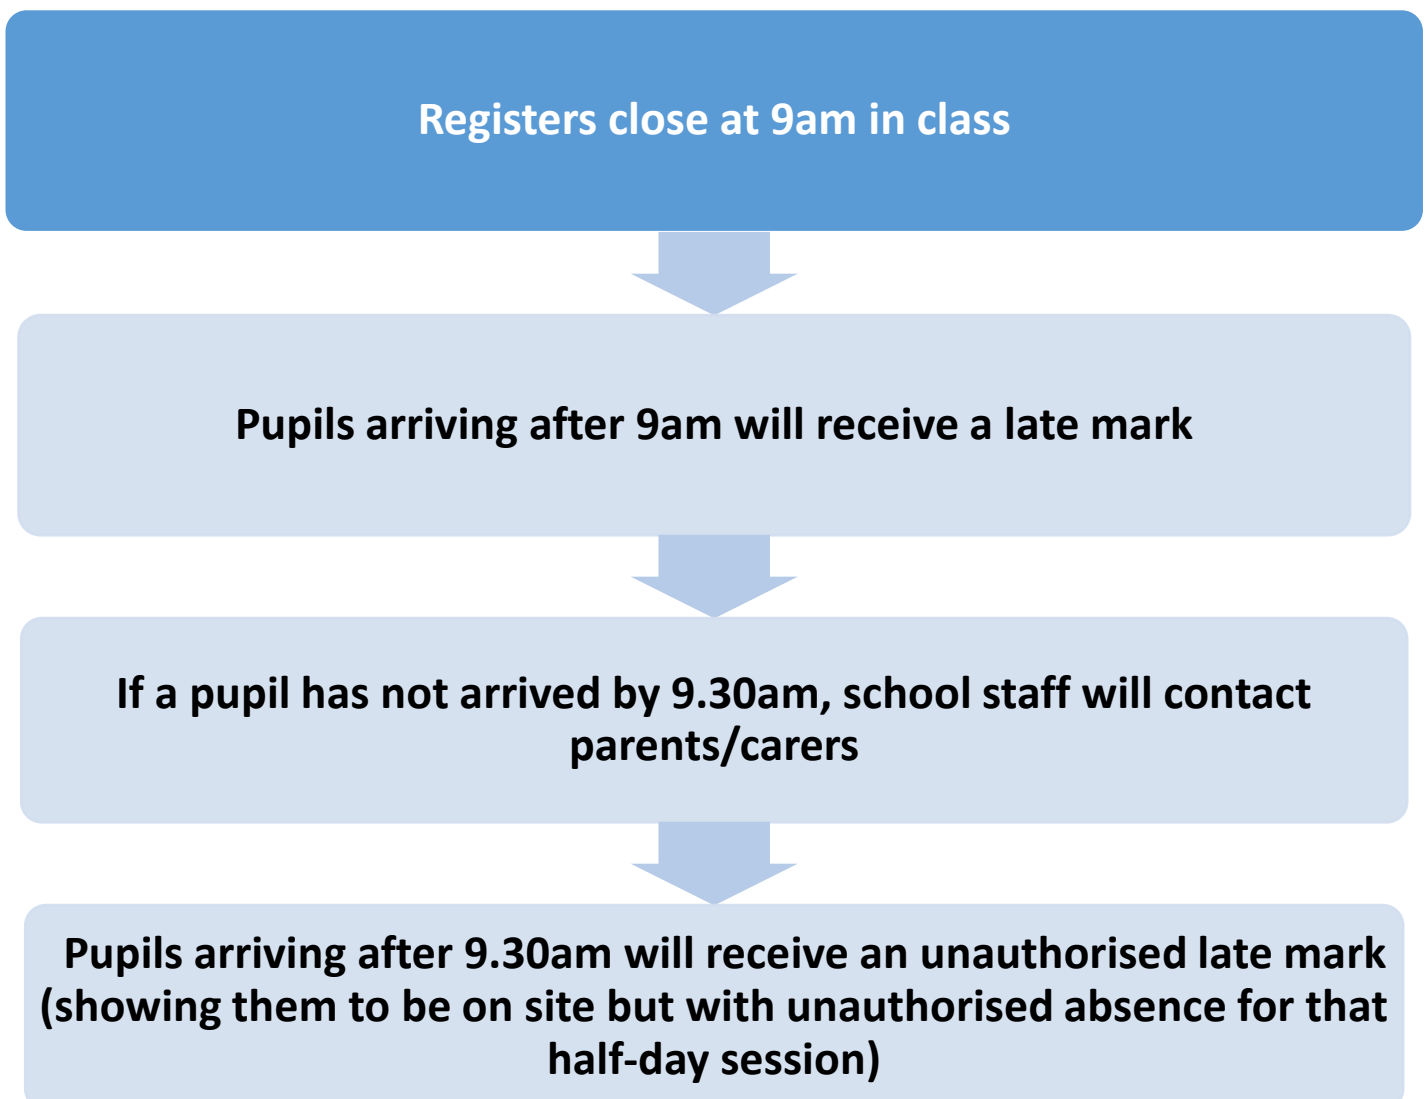 Registers close at 9am in class
Pupils arriving after 9am will receive a late mark
If a pupil has not arrived by 9.30am, school staff will contact
parents/carers
Pupils arriving after 9.30am will receive an unauthorised late mark
(showing them to be on site but with unauthorised absence for that
half-day session)